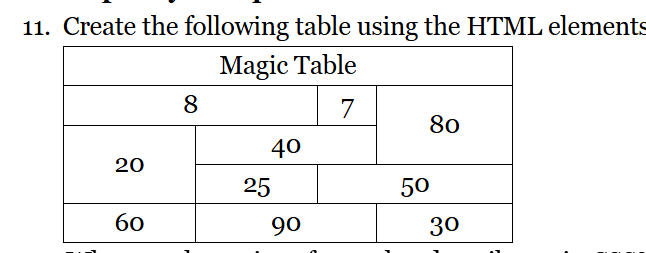 11. Create the following table using the HTML elements
Magic Table
8 7 80
20 40
25 50
60 90 30